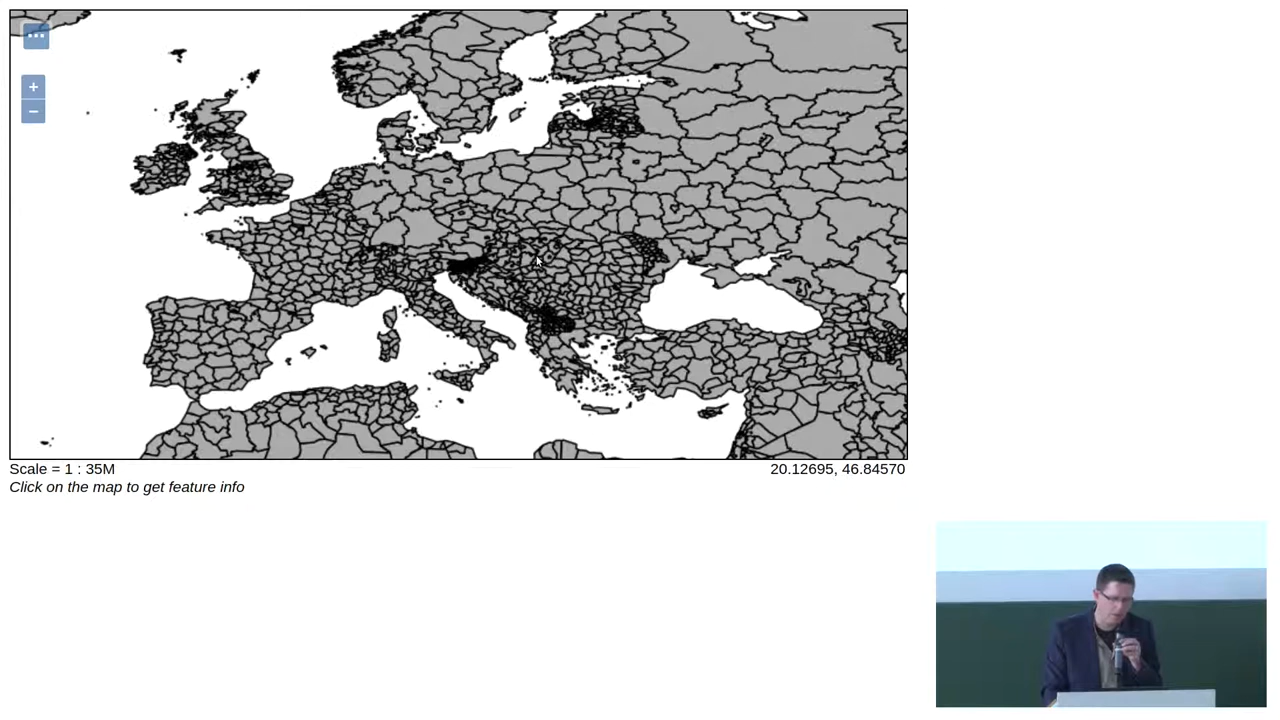 ...
+
−
Scale = 1 : 35M
20.12695, 46.84570
Click on the map to get feature info